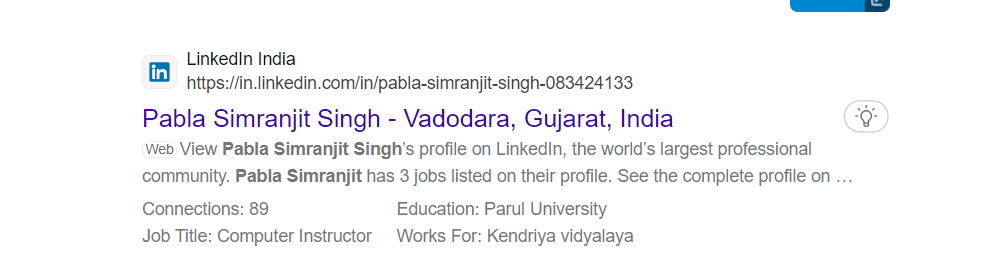 in
LinkedIn India
https://in.linkedin.com/in/pabla-simranjit-singh-083424133
Pabla Simranjit Singh - Vadodara, Gujarat, India
Web View Pabla Simranjit Singh’s profile on LinkedIn, the world’s largest professional
community. Pabla Simranjit has 3 jobs listed on their profile. See the complete profile on …
Connections: 89 Education: Parul University
Job Title: Computer Instructor Works For: Kendriya vidyalaya